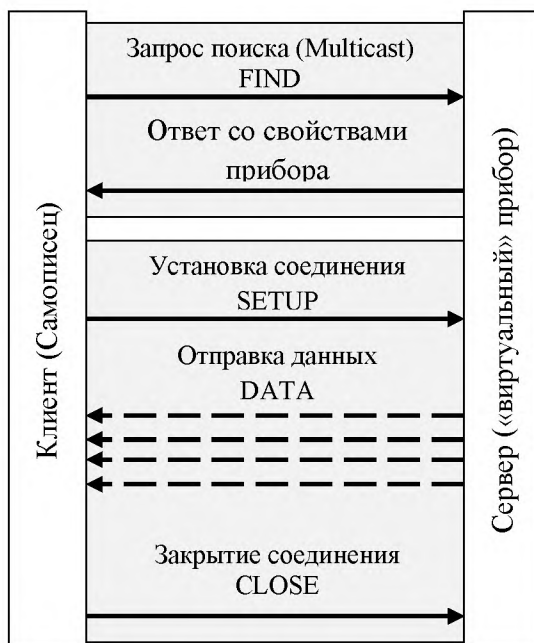 Клиент (Самописец)
Запрос поиска (Multicast)
FIND
Ответ со свойствами
прибора
Установка соединения
SETUP
Отправка данных
DATA
Закрытие соединения
CLOSE
Сервер («виртуальный» прибор)